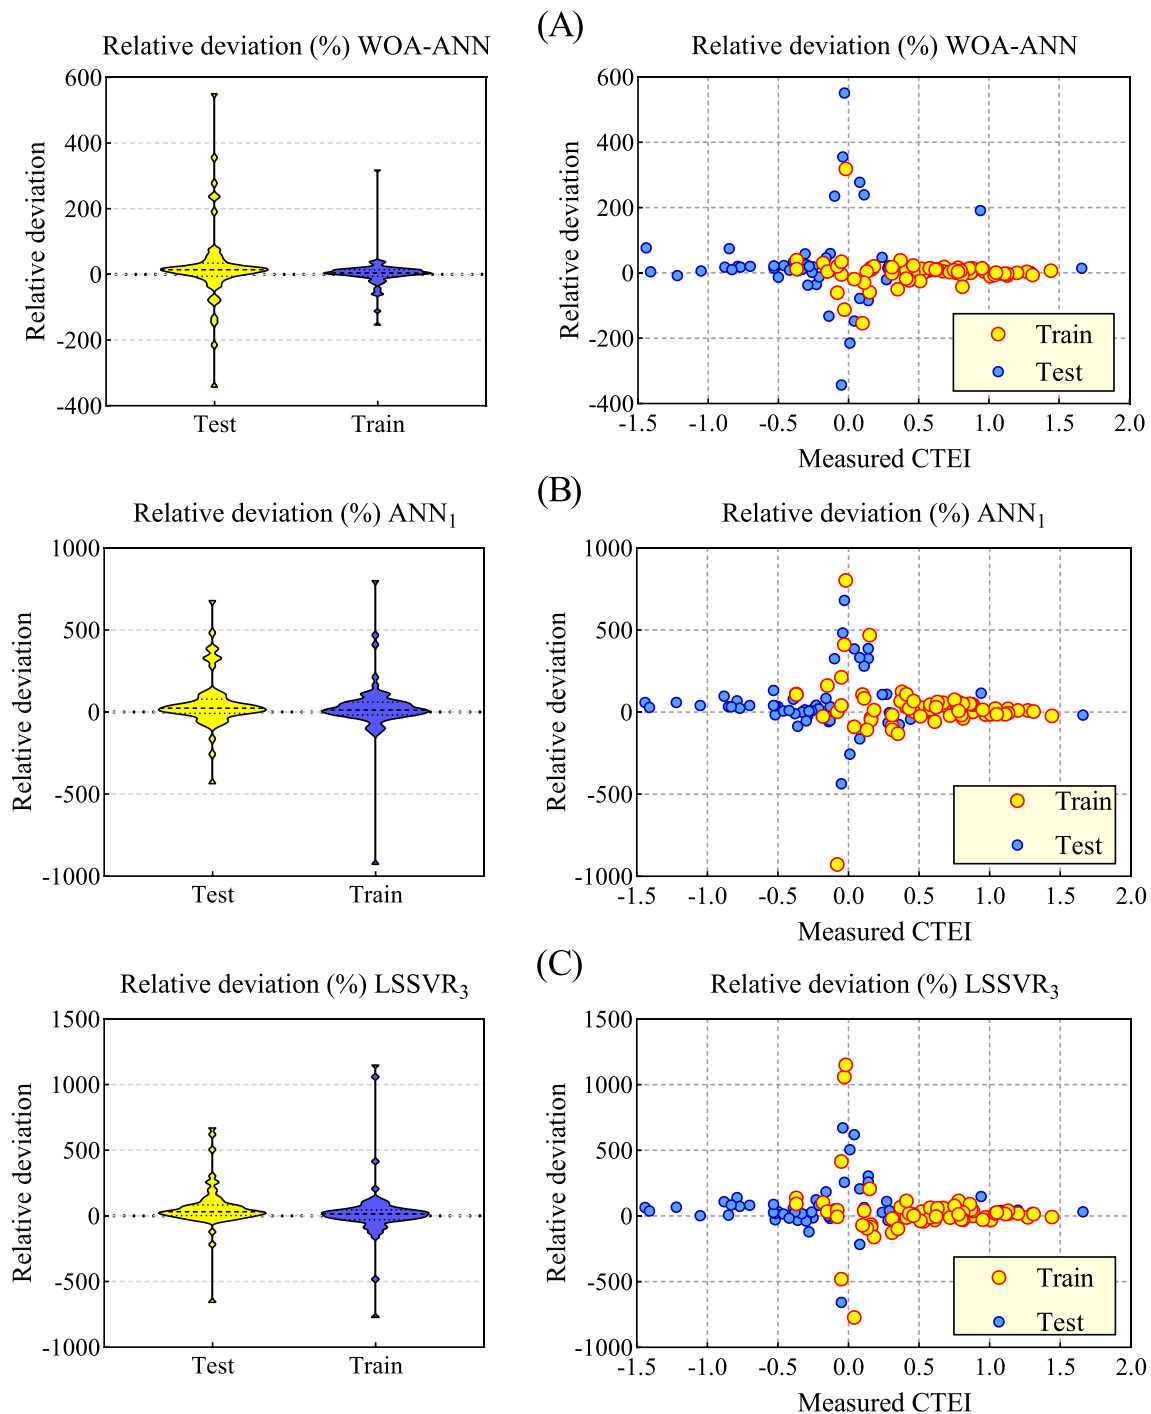 (A)
Relative deviation (%) WOA-ANN
Relative deviation (%) WOA-ANN
600
400
200
0
-200
-400
Relative deviation
Test
Train
600
400
200
0
-200
-400
Relative deviation
-1.5
-1.0
-0.5
0.0
0.5
1.0
1.5
2.0
Measured CTEI
Train
Test
(B)
Relative deviation (%) ANN1
Relative deviation (%) ANN1
1000
500
0
-500
-1000
Relative deviation
Test
Train
1000
500
0
-500
-1000
Relative deviation
-1.5
-1.0
-0.5
0.0
0.5
1.0
1.5
2.0
Measured CTEI
Train
Test
(C)
Relative deviation (%) LSSVR3
Relative deviation (%) LSSVR3
1500
1000
500
0
-500
-1000
Relative deviation
Test
Train
1500
1000
500
0
-500
-1000
Relative deviation
-1.5
-1.0
-0.5
0.0
0.5
1.0
1.5
2.0
Measured CTEI
Train
Test